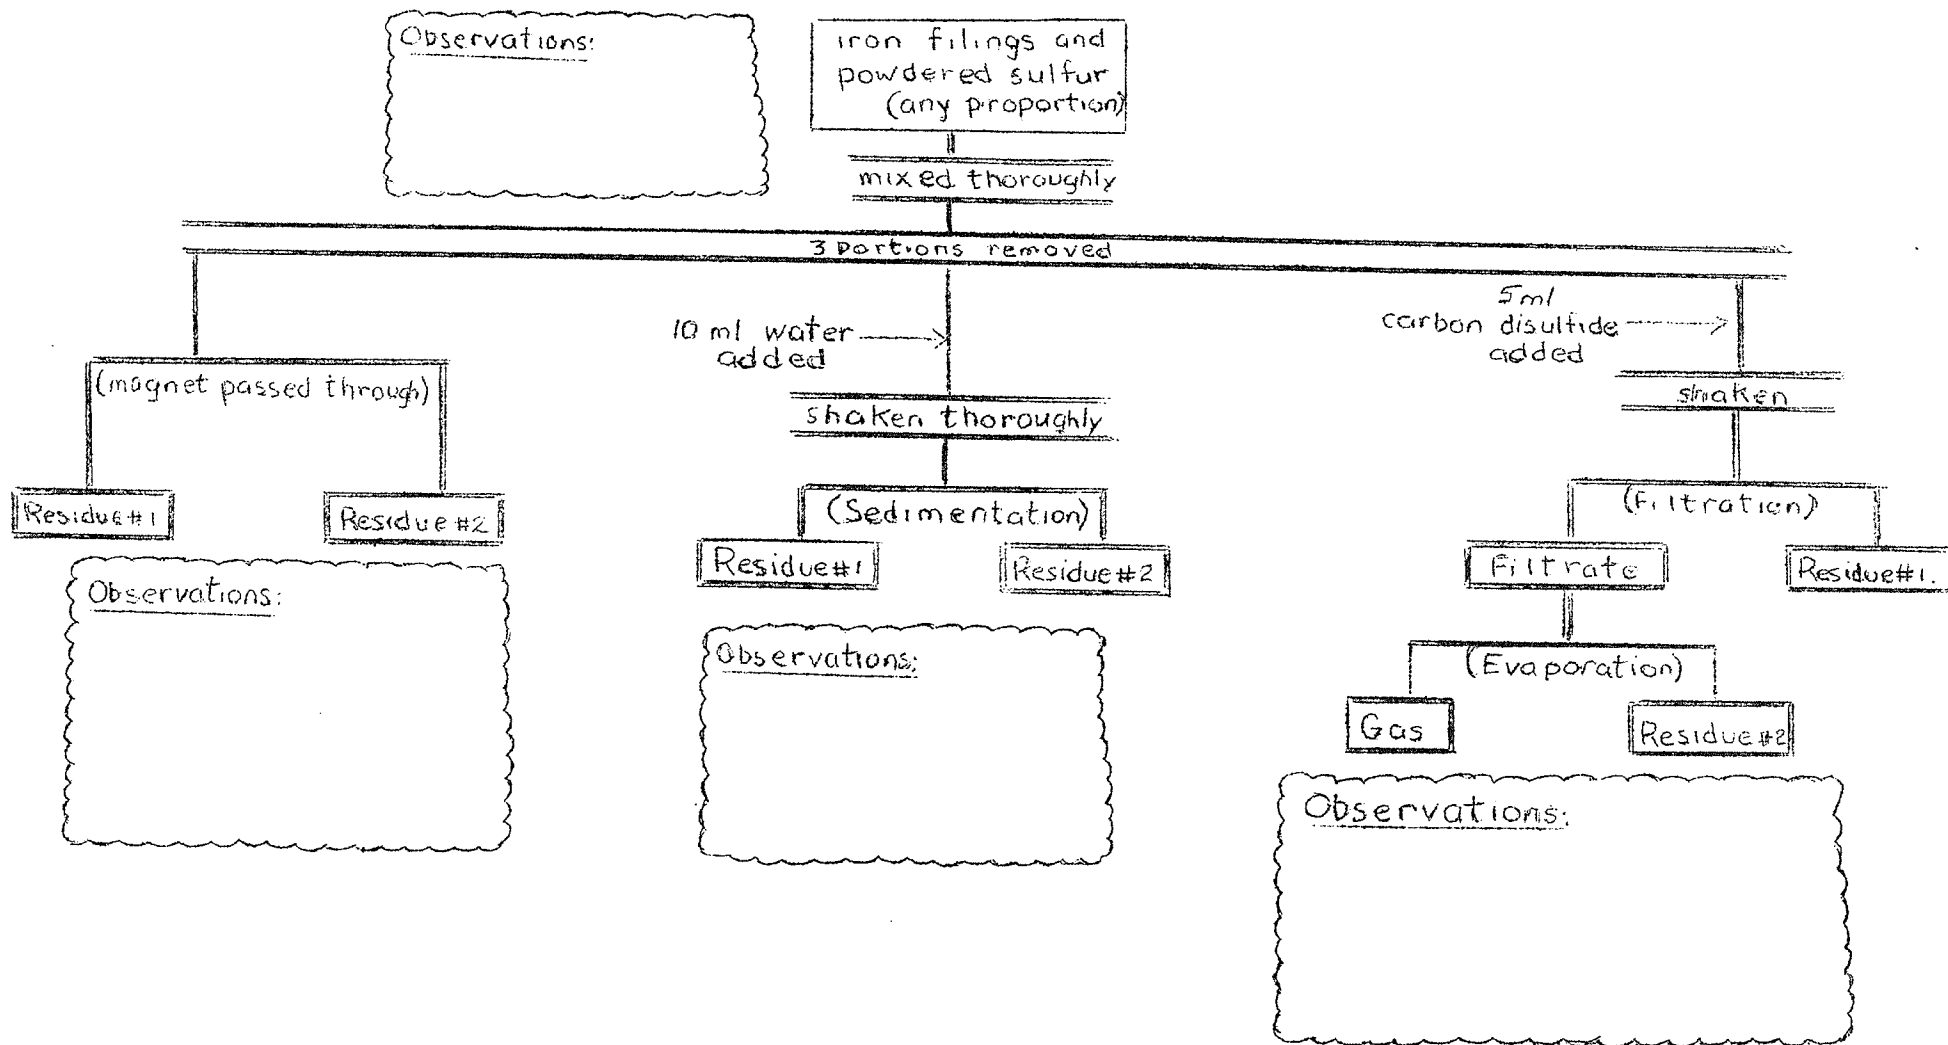 Observations:
iron filings and
powdered sulfur
(any proportion)
mixed thoroughly
3 portions removed
(magnet passed through)
Residue #1
Residue #2
Observations:
10 ml water
added
shaken thoroughly
(Sedimentation)
Residue #1
Residue #2
Observations:
5 ml
carbon disulfide
added
shaken
(Filtration)
Filtrate
Residue #1.
(Evaporation)
Gas
Residue #2
Observations: